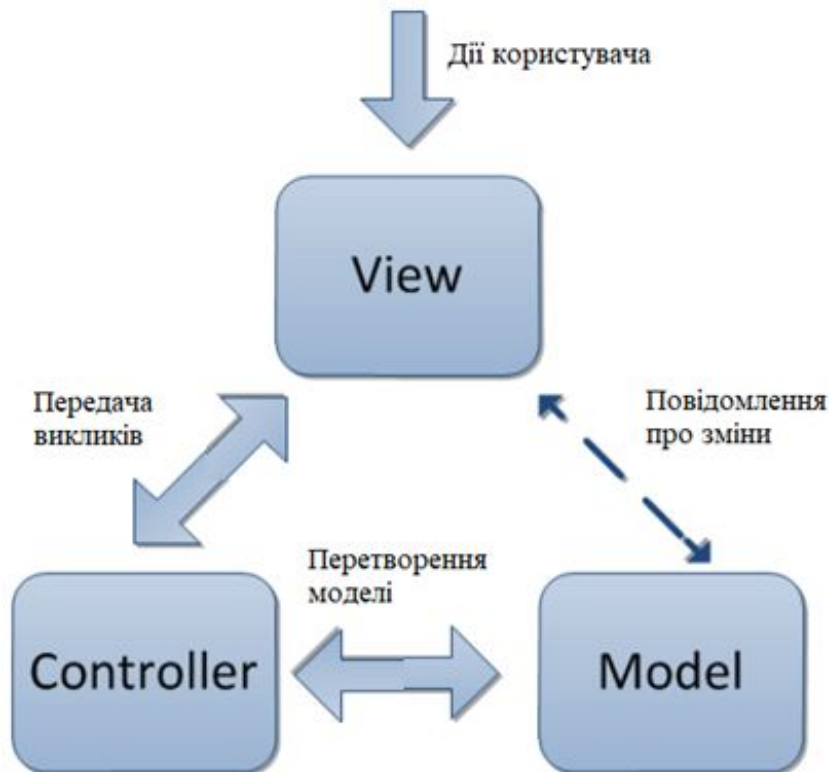 Дії користувача
View
Передача
викликів
Повідомлення
про зміни
Перетворення
моделі
Controller
Model